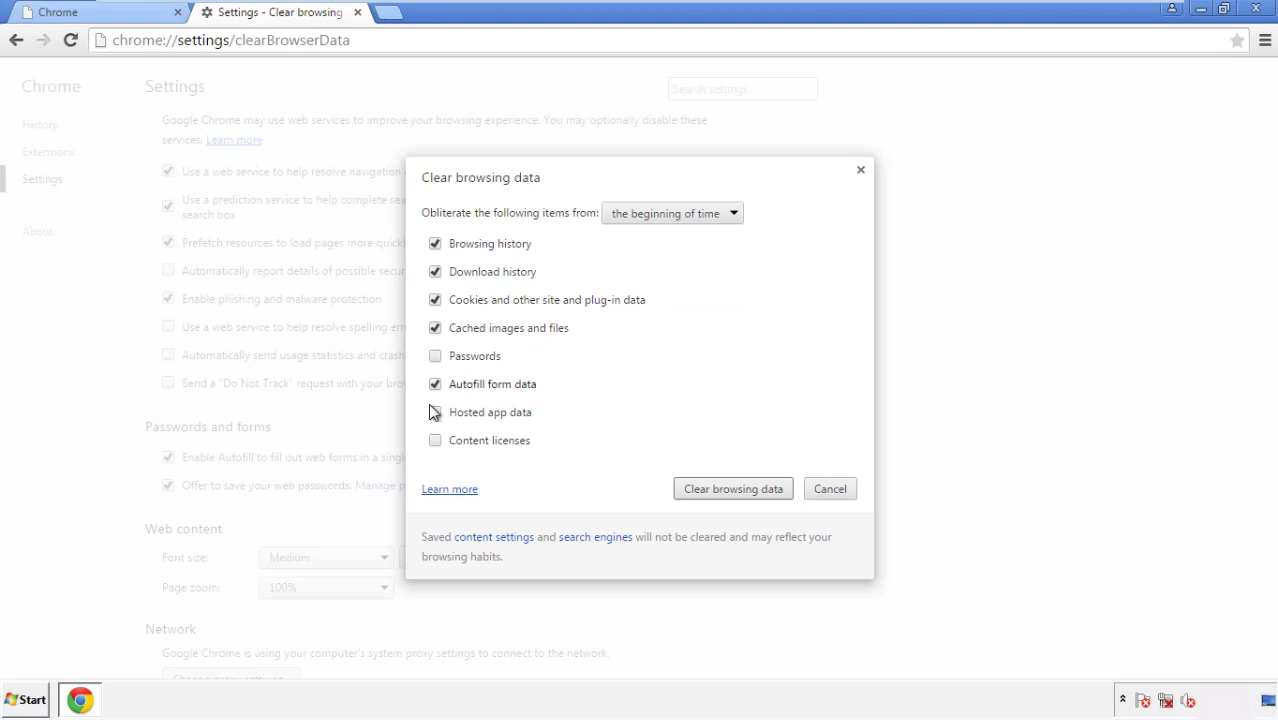 Chrome
Settings - Clear browsing
chrome://settings/clearBrowserData
Chrome
History
Extensions
Settings
About
Settings
Search settings
Google Chrome may use web services to improve your browsing experience. You may optionally disable these
services. Learn more
Use a web service to help resolve navigation
Use a prediction service to help complete sea
search box
Prefetch resources to load pages more quick
Automatically report details of possible secur
Enable phishing and malware protection
Use a web service to help resolve spelling err
Automatically send usage statistics and crash
Send a "Do Not Track" request with your bro
Passwords and forms
Enable Autofill to fill out web forms in a singl
Offer to save your web passwords. Manage p
Web content
Font size:
Medium
Page zoom:
100%
Network
Google Chrome is using your computer's system proxy settings to connect to the network.
Clear browsing data
Obliterate the following items from:
the beginning of time
Browsing history
Download history
Cookies and other site and plug-in data
Cached images and files
Passwords
Autofill form data
Hosted app data
Content licenses
Learn more
Clear browsing data
Cancel
Saved content settings and search engines will not be cleared and may reflect your
browsing habits.
Start